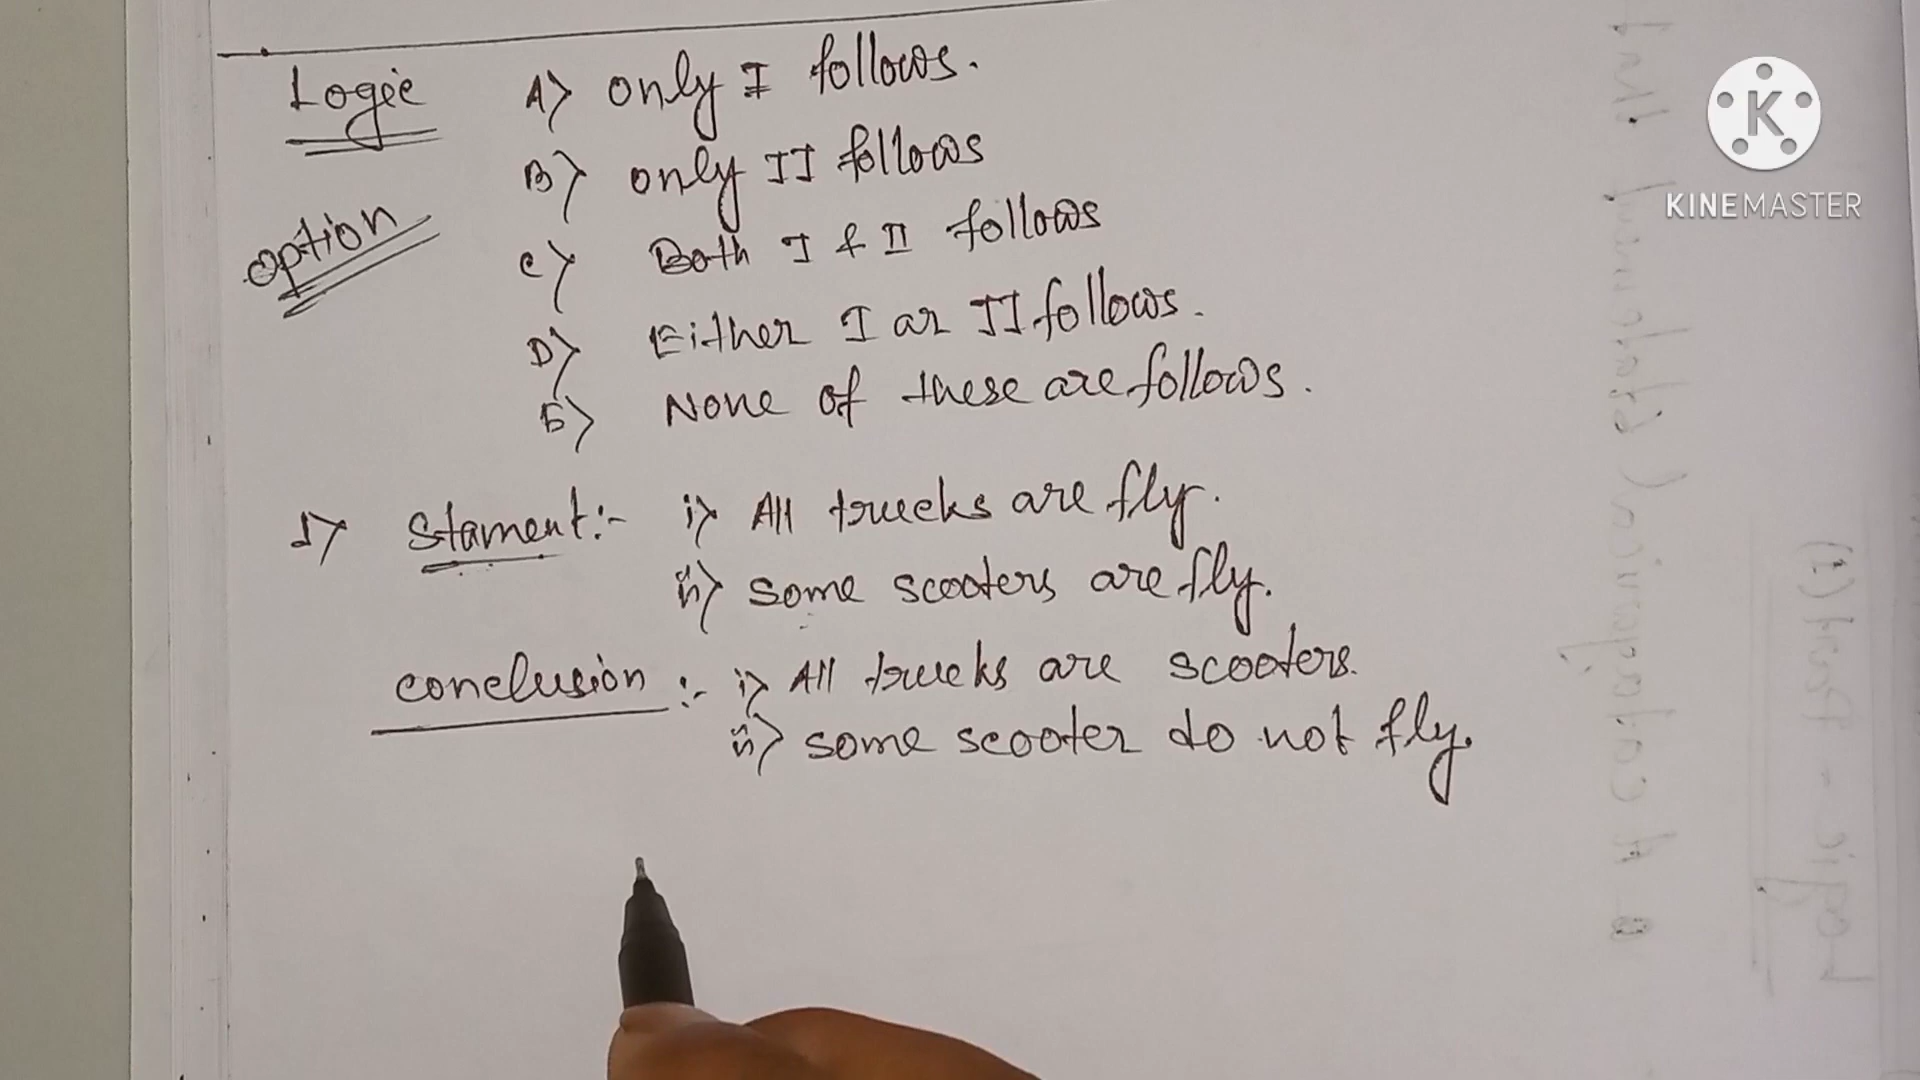 Logic
A) only I follows.
B) only II follows
option
C) Both I & II follows
D) Either I ar II follows.
E) None of these are follows.
1) Stament:- i) All trucks are fly.
ii) some scooters are fly.
conclusion :- i) All trucks are scooters.
ii) some scooter do not fly.
K
KINEMASTER